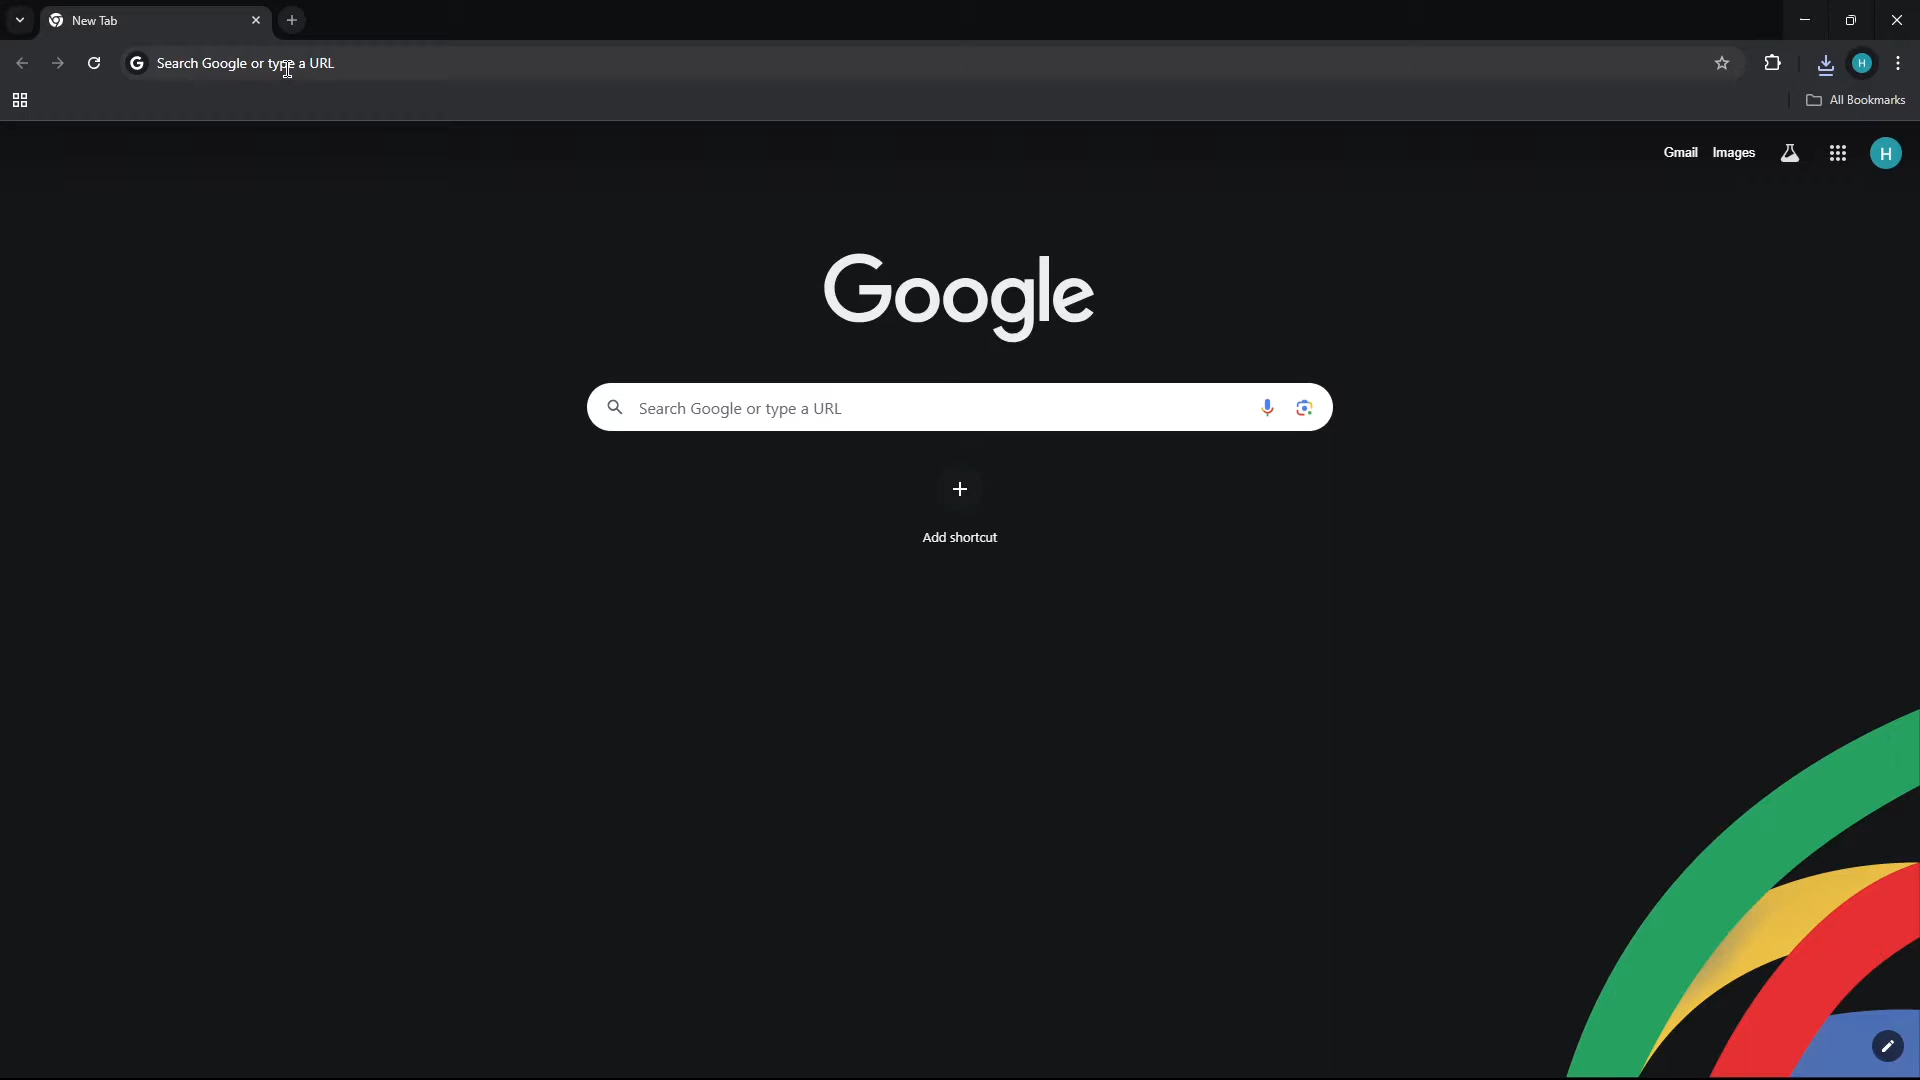 New Tab
Search Google or type a URL
All Bookmarks
Gmail Images
H
H
Google
Search Google or type a URL
Add shortcut